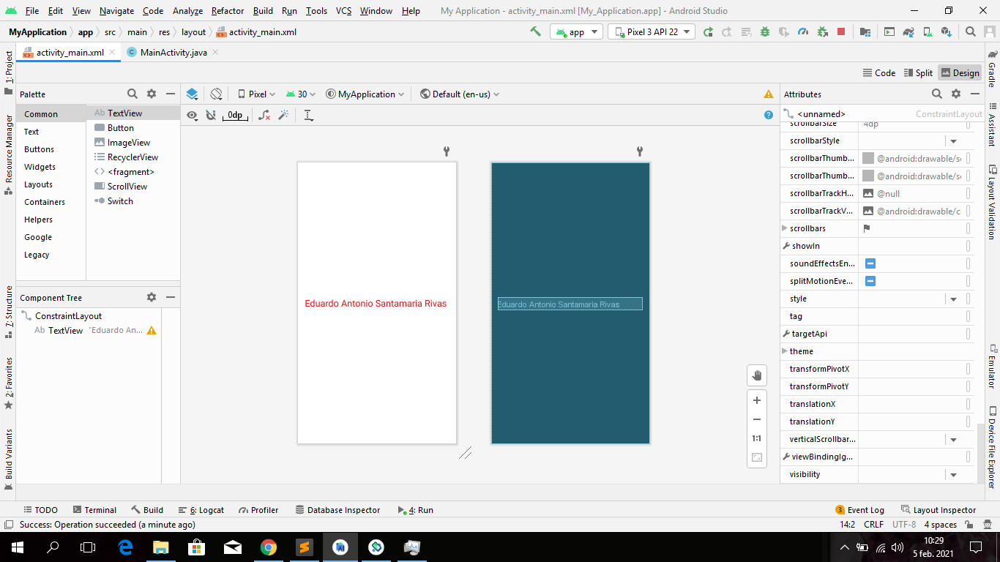 File Edit View Navigate Code Analyze Refactor Build Run Tools VCS Window Help My Application - activity_main.xml [My_Application.app] - Android Studio
MyApplication app src main res layout activity_main.xml app Pixel 3 API 22
activity_main.xml MainActivity.java
Code Split Design
Palette
Common
Text
Buttons
Widgets
Layouts
Containers
Helpers
Google
Legacy
Ab TextView
Button
ImageView
RecyclerView
<fragment>
ScrollView
Switch
Component Tree
ConstraintLayout
Ab TextView "Eduardo An...
Pixel 30 MyApplication Default (en-us)
0dp
Eduardo Antonio Santamaria Rivas
Eduardo Antonio Santamaria Rivas
1:1
Attributes
<unnamed> ConstraintLayout
scrollbarSize 4dp
scrollbarStyle
scrollbarThumb... @android:drawable/s
scrollbarThumb... @android:drawable/s
scrollbarTrackH... @null
scrollbarTrackV... @android:drawable/c
scrollbars
showIn
soundEffectsEn...
splitMotionEve...
style
tag
targetApi
theme
transformPivotX
transformPivotY
translationX
translationY
verticalScrollbar...
viewBindingIg...
visibility
1: Project
Resource Manager
7: Structure
2: Favorites
Build Variants
Gradle
Assistant
Layout Validation
Emulator
Device File Explorer
TODO Terminal Build 6: Logcat Profiler Database Inspector 4: Run 3 Event Log Layout Inspector
Success: Operation succeeded (a minute ago) 14:2 CRLF UTF-8 4 spaces
10:29
5 feb. 2021